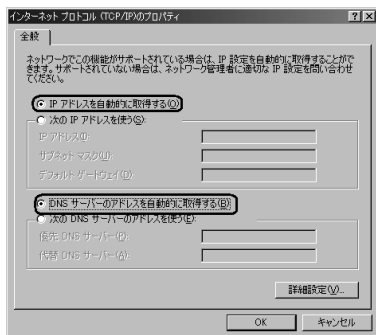 インターネット プロトコル (TCP/IP)のプロパティ
全般
ネットワークでこの機能がサポートされている場合は、IP 設定を自動的に取得することがで
きます。サポートされていない場合は、ネットワーク管理者に適切な IP 設定を問い合わせ
てください。
IP アドレスを自動的に取得する(O)
次の IP アドレスを使う(S):
IP アドレス(I):
サブネット マスク(U):
デフォルト ゲートウェイ(D):
DNS サーバーのアドレスを自動的に取得する(B)
次の DNS サーバーのアドレスを使う(E):
優先 DNS サーバー(P):
代替 DNS サーバー(A):
詳細設定(V)...
OK
キャンセル